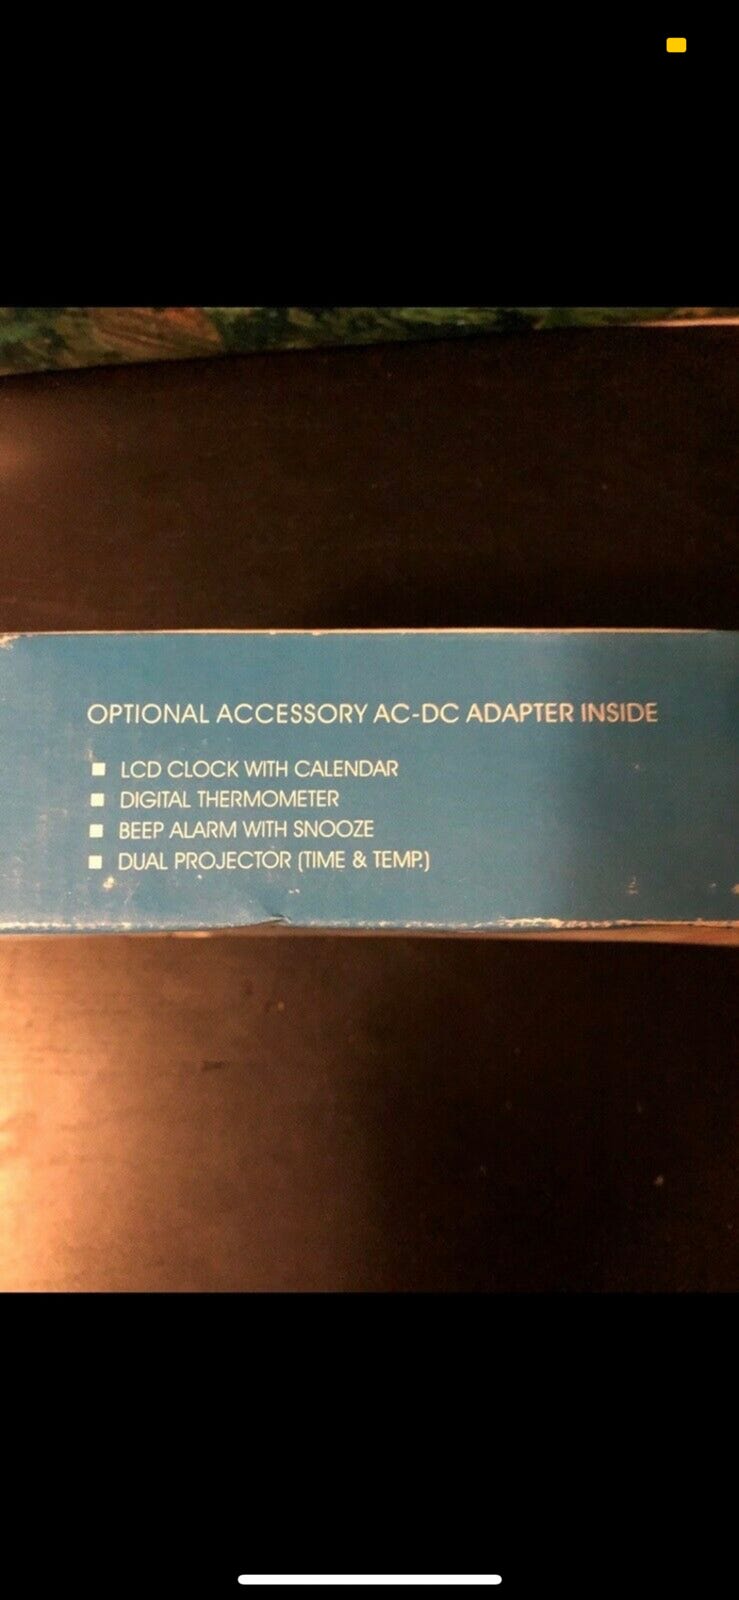 OPTIONAL ACCESSORY AC-DC ADAPTER INSIDE
■ LCD CLOCK WITH CALENDAR
■ DIGITAL THERMOMETER
■ BEEP ALARM WITH SNOOZE
■ DUAL PROJECTOR (TIME & TEMP.)